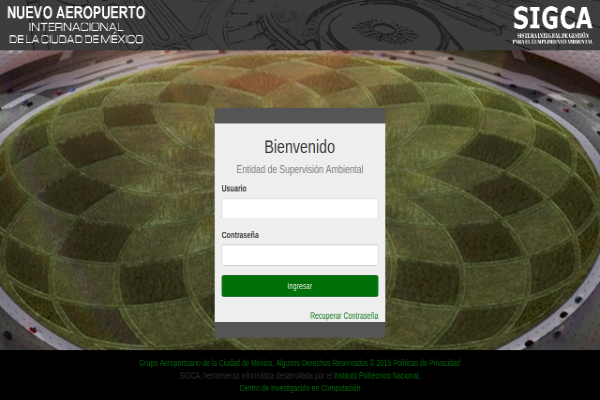 NUEVO AEROPUERTO
INTERNACIONAL
DE LA CIUDAD DE MÉXICO
SIGCA
SISTEMA INTEGRAL DE GESTIÓN
PARA EL CUMPLIMIENTO AMBIENTAL
Bienvenido
Entidad de Supervisión Ambiental
Usuario
Contraseña
Ingresar
Recuperar Contraseña
Grupo Aeroportuario de la Ciudad de México, Algunos Derechos Reservados © 2015 Políticas de Privacidad
SIGCA, herramienta informática desarrollada por el Instituto Politécnico Nacional.
Centro de Investigación en Computación